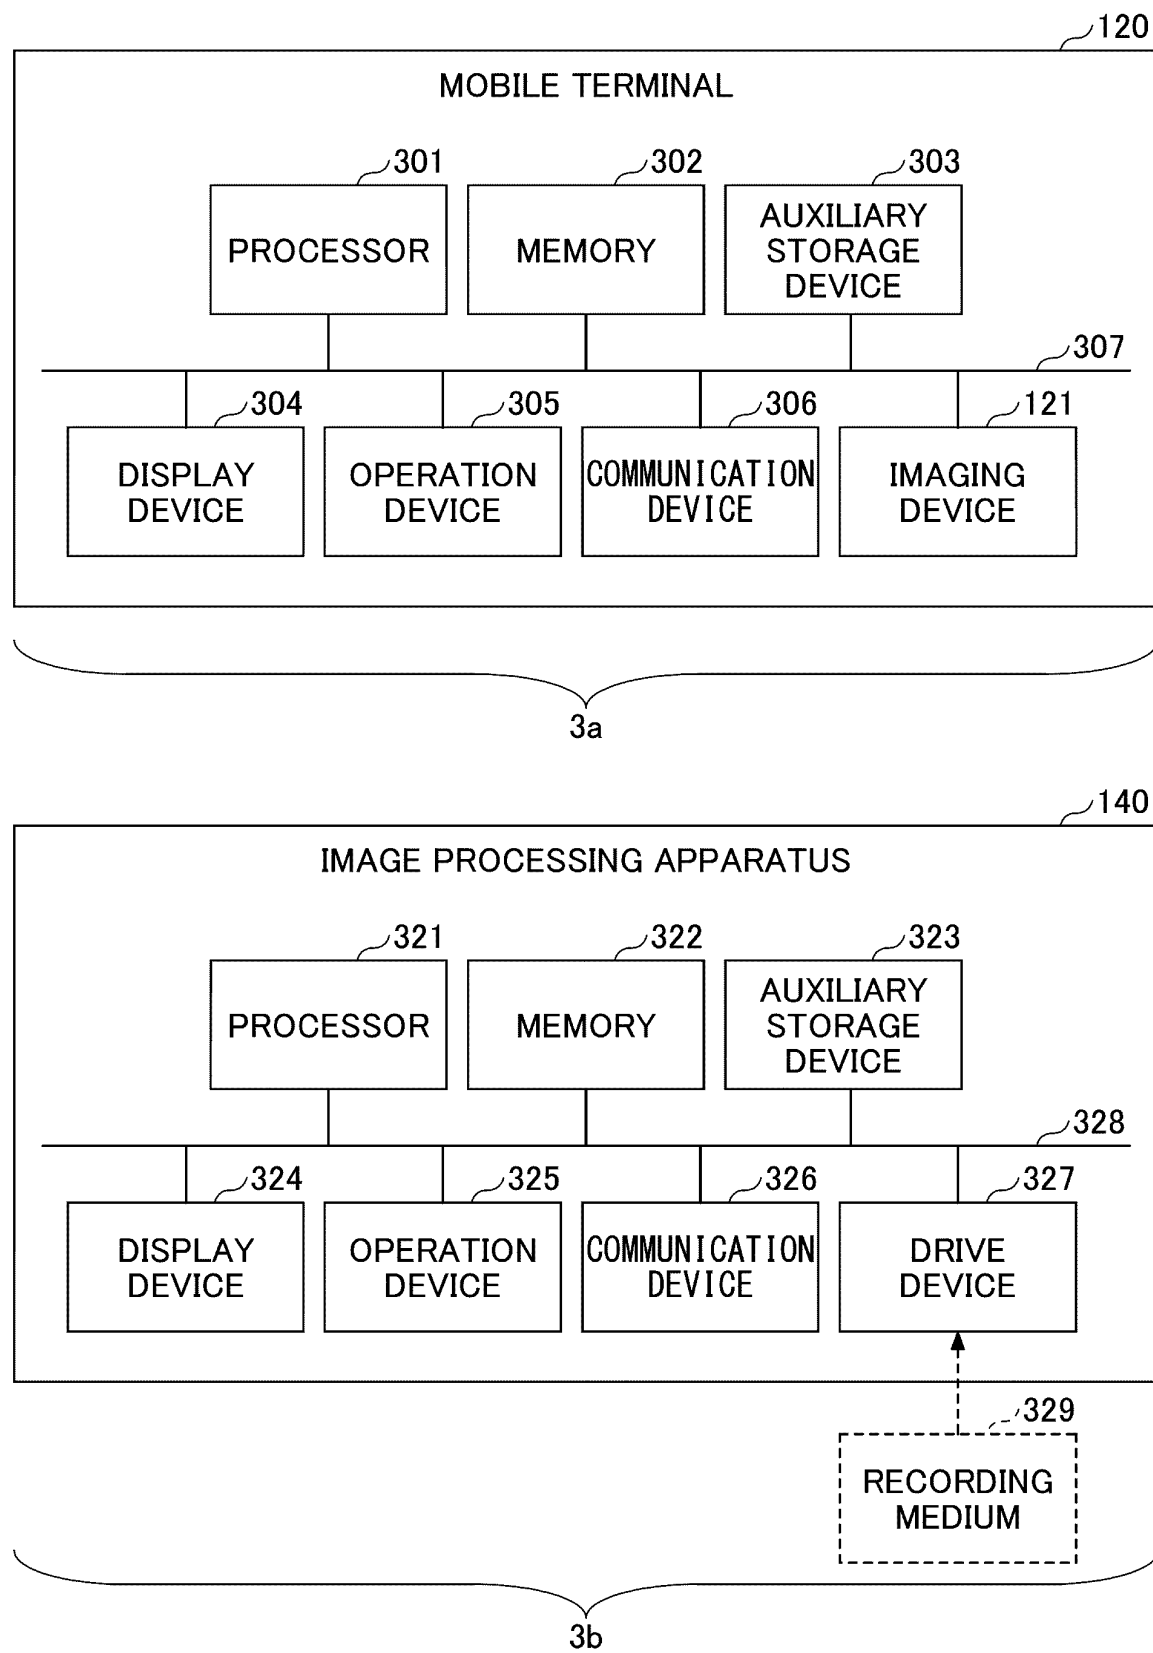 120
MOBILE TERMINAL
301
302
303
PROCESSOR
MEMORY
AUXILIARY
STORAGE
DEVICE
307
304
305
306
121
DISPLAY
DEVICE
OPERATION
DEVICE
COMMUNICATION
DEVICE
IMAGING
DEVICE
3a
140
IMAGE PROCESSING APPARATUS
321
322
323
PROCESSOR
MEMORY
AUXILIARY
STORAGE
DEVICE
328
324
325
326
327
DISPLAY
DEVICE
OPERATION
DEVICE
COMMUNICATION
DEVICE
DRIVE
DEVICE
329
RECORDING
MEDIUM
3b